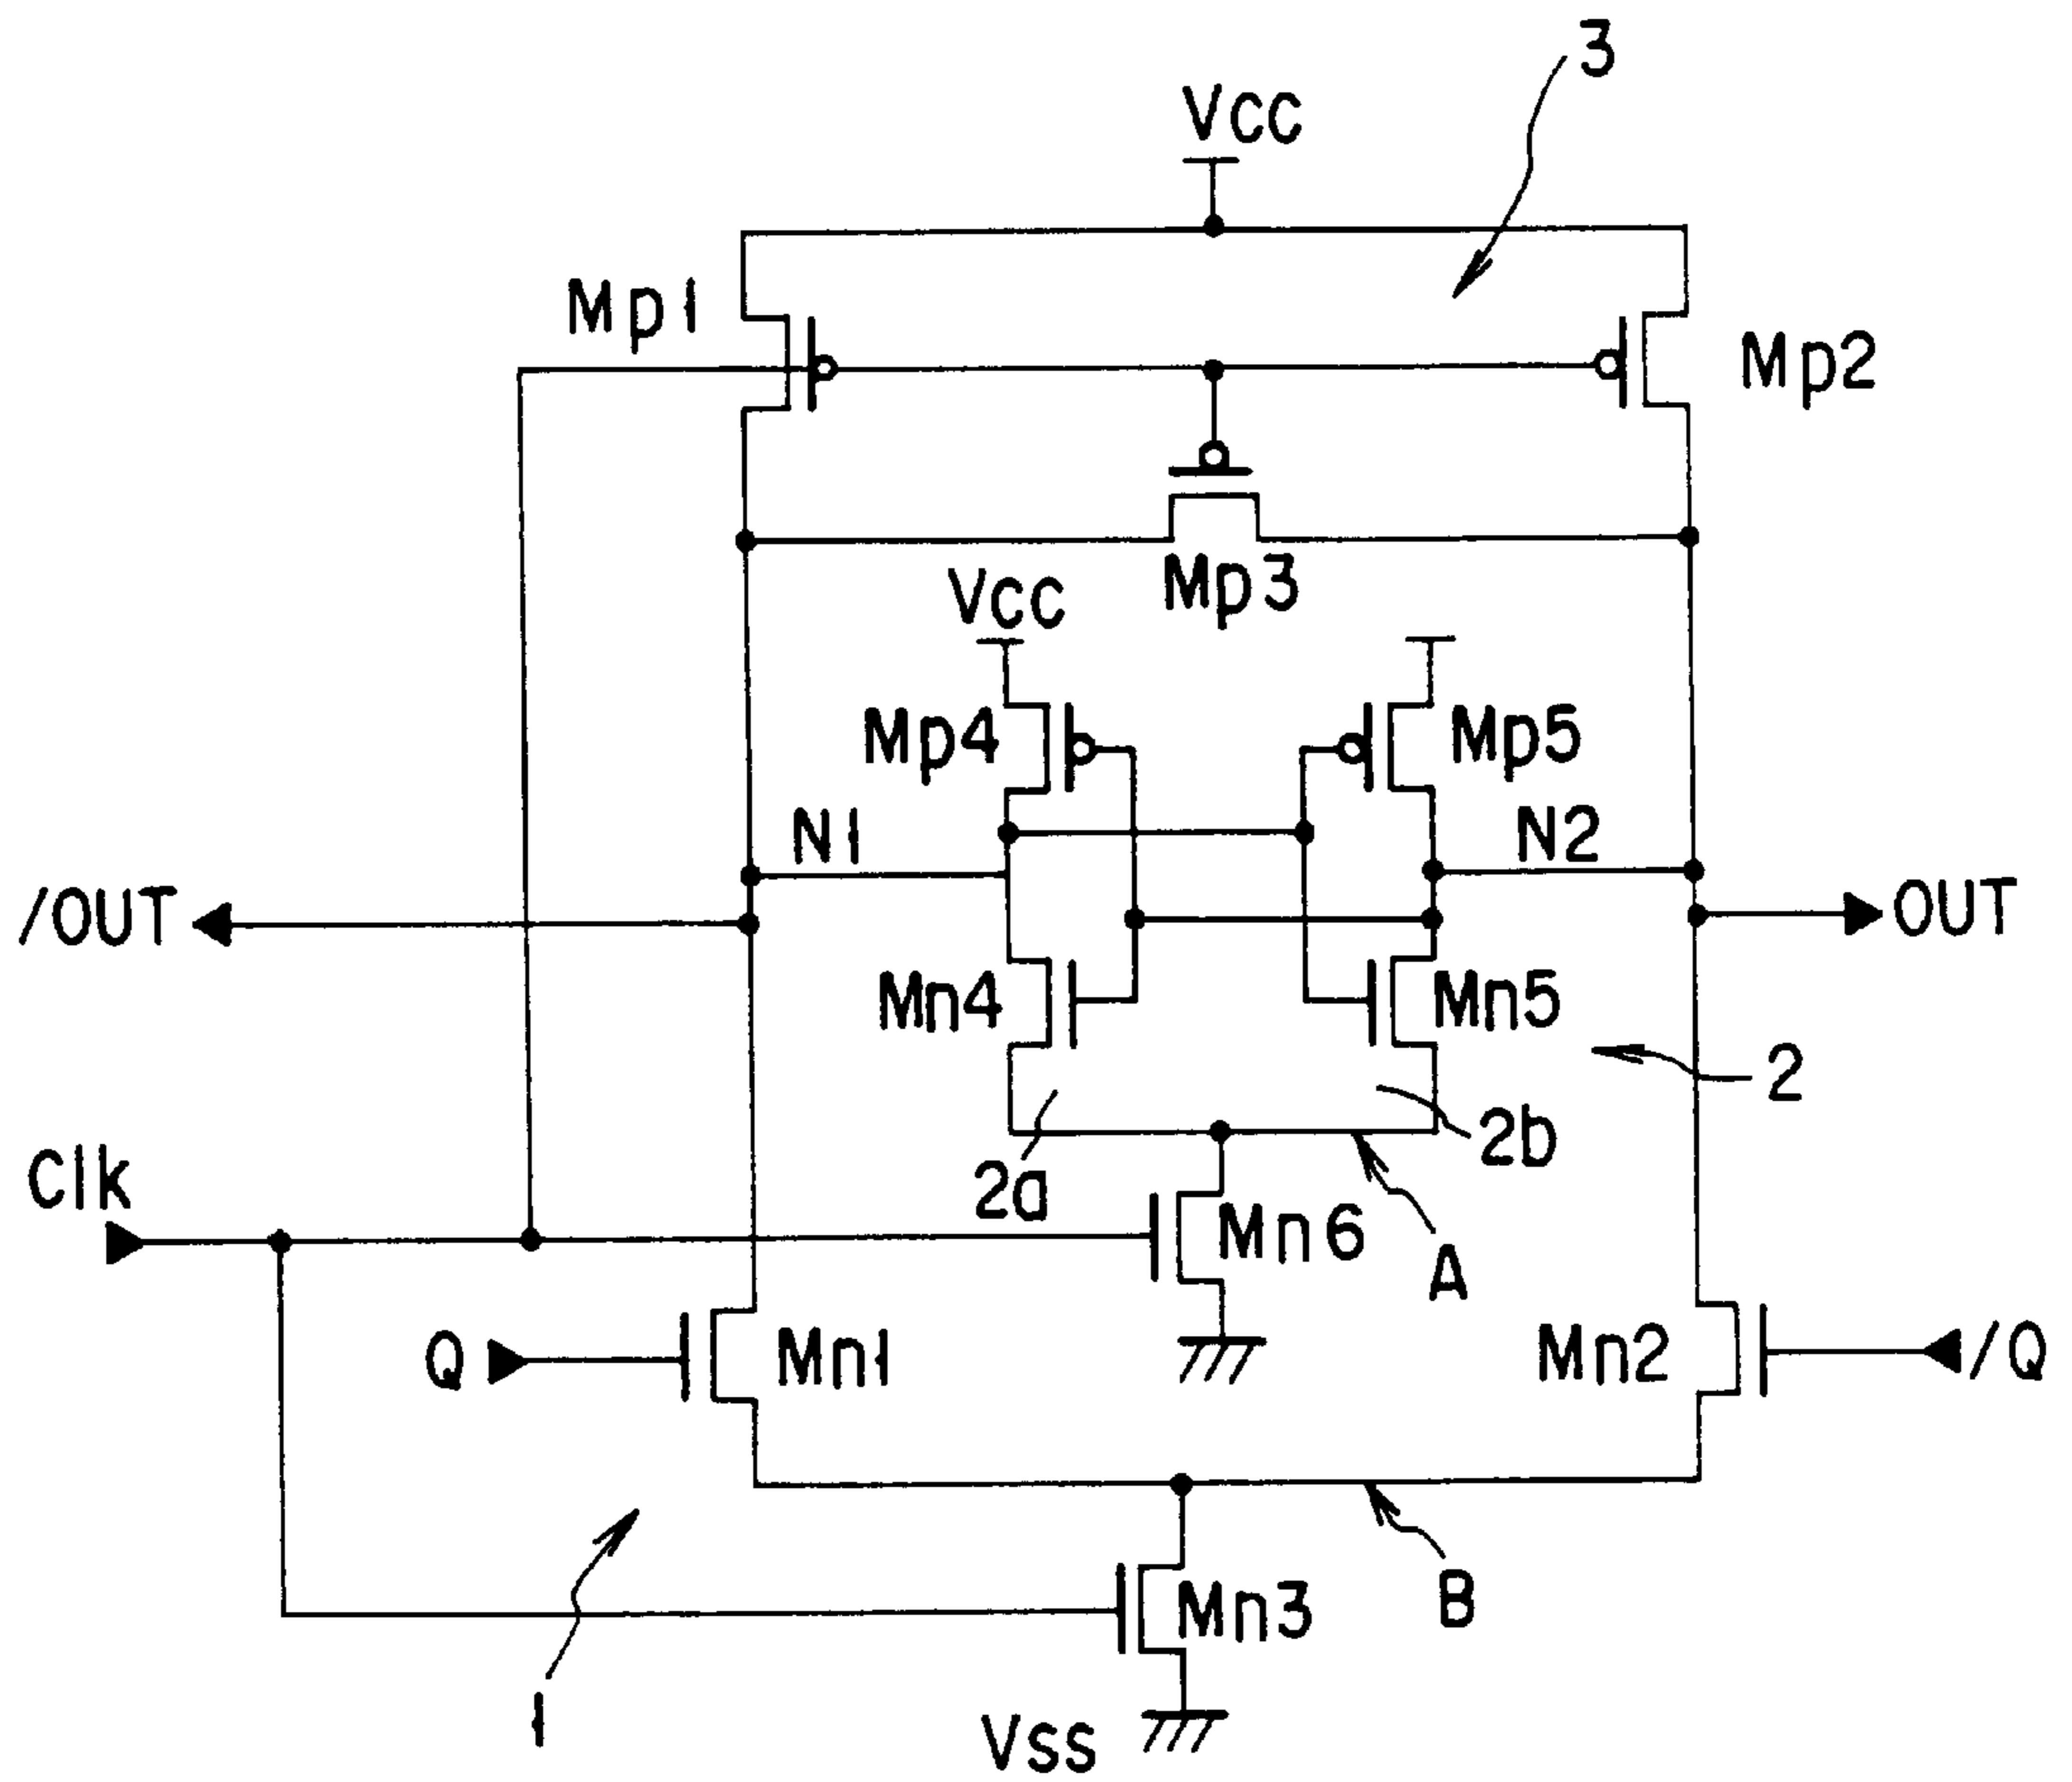 3
Vcc
Mp1
Mp2
Mp3
Vcc
Mp4
Mp5
N1
N2
/OUT
OUT
Mn4
Mn5
2
2b
2a
Clk
Mn6
A
Q
Mn1
Mn2
/Q
B
Mn3
1
Vss